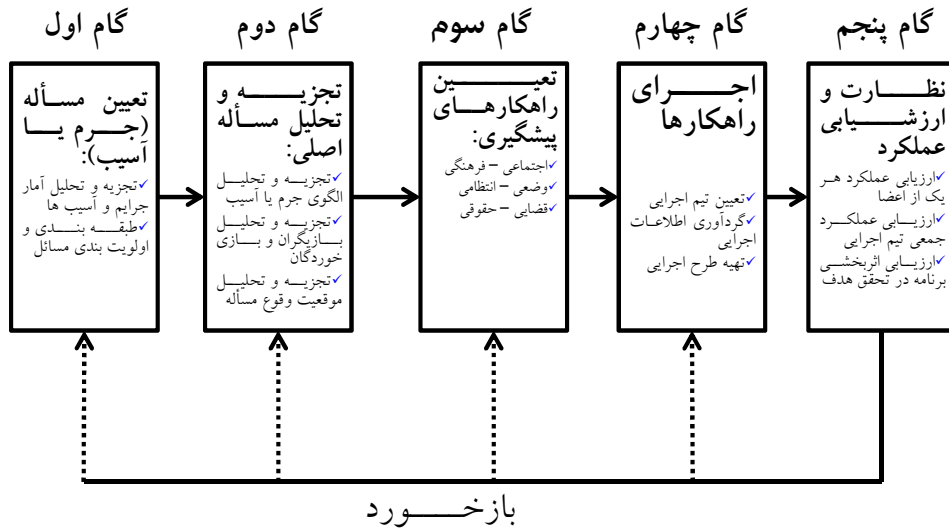 گام اول
تعیین مسأله
(جرم یا
آسیب):
✓تجزیه و تحلیل آمار
جرایم و آسیب ها
✓طبقه بندی و
اولویت بندی مسائل
گام دوم
تجزیه و
تحلیل مسأله
اصلی:
✓تجزیه و تحلیل
الگوی جرم یا آسیب
✓تجزیه و تحلیل
بازیگران و بازی
خوردگان
✓تجزیه و تحلیل
موقعیت وقوع مسأله
گام سوم
تعیین
راهکارهای
پیشگیری:
✓اجتماعی – فرهنگی
✓وضعی – انتظامی
✓قضایی – حقوقی
گام چهارم
اجرای
راهکارها
✓تعیین تیم اجرایی
✓گردآوری اطلاعات
اجرایی
✓تهیه طرح اجرایی
گام پنجم
نظارت و
ارزشیابی
عملکرد
✓ارزیابی عملکرد هر
یک از اعضا
✓ارزیابی عملکرد
جمعی تیم اجرایی
✓ارزیابی اثربخشی
برنامه در تحقق هدف
بازخورد